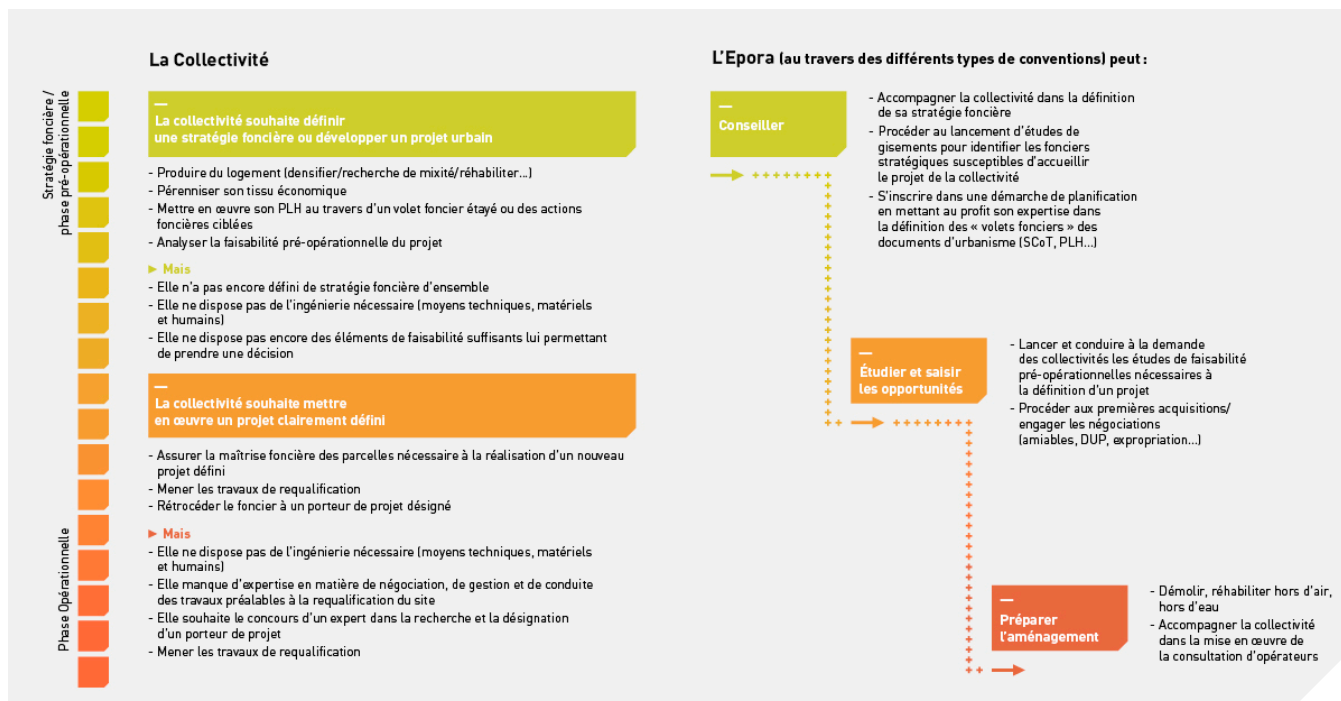 La Collectivité
Stratégie foncière /
phase pré-opérationnelle
—
La collectivité souhaite définir
une stratégie foncière ou développer un projet urbain
- Produire du logement (densifier/recherche de mixité/réhabiliter...)
- Pérenniser son tissu économique
- Mettre en œuvre son PLH au travers d'un volet foncier étayé ou des actions
foncières ciblées
- Analyser la faisabilité pré-opérationnelle du projet
► Mais
- Elle n'a pas encore défini de stratégie foncière d'ensemble
- Elle ne dispose pas de l'ingénierie nécessaire (moyens techniques, matériels
et humains)
- Elle ne dispose pas encore des éléments de faisabilité suffisants lui permettant
de prendre une décision
—
La collectivité souhaite mettre
en œuvre un projet clairement défini
Phase Opérationnelle
- Assurer la maîtrise foncière des parcelles nécessaire à la réalisation d'un nouveau
projet défini
- Mener les travaux de requalification
- Rétrocéder le foncier à un porteur de projet désigné
► Mais
- Elle ne dispose pas de l'ingénierie nécessaire (moyens techniques, matériels
et humains)
- Elle manque d'expertise en matière de négociation, de gestion et de conduite
des travaux préalables à la requalification du site
- Elle souhaite le concours d'un expert dans la recherche et la désignation
d'un porteur de projet
- Mener les travaux de requalification
L'Epora (au travers des différents types de conventions) peut :
—
Conseiller
- Accompagner la collectivité dans la définition
de sa stratégie foncière
- Procéder au lancement d'études de
gisements pour identifier les fonciers
stratégiques susceptibles d'accueillir
le projet de la collectivité
- S'inscrire dans une démarche de planification
en mettant au profit son expertise dans
la définition des « volets fonciers » des
documents d'urbanisme (SCoT, PLH...)
—
Étudier et saisir
les opportunités
- Lancer et conduire à la demande
des collectivités les études de faisabilité
pré-opérationnelles nécessaires à
la définition d'un projet
- Procéder aux premières acquisitions/
engager les négociations
(amiables, DUP, expropriation...)
—
Préparer
l'aménagement
- Démolir, réhabiliter hors d'air,
hors d'eau
- Accompagner la collectivité
dans la mise en œuvre de
la consultation d'opérateurs